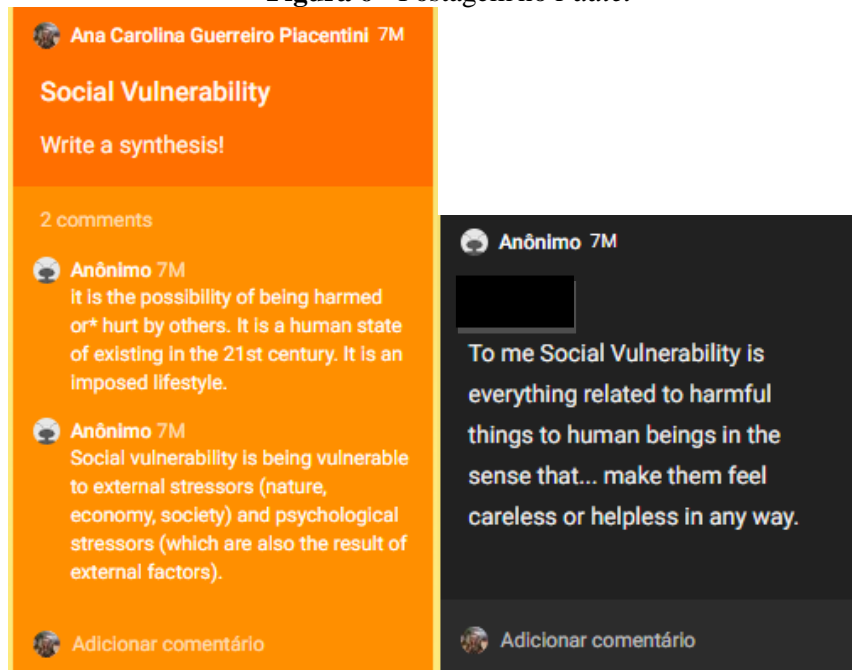 Ana Carolina Guerreiro Piacentini 7M
Social Vulnerability
Write a synthesis!
2 comments
Anônimo 7M
it is the possibility of being harmed
or* hurt by others. It is a human state
of existing in the 21st century. It is an
imposed lifestyle.
Anônimo 7M
Social vulnerability is being vulnerable
to external stressors (nature,
economy, society) and psychological
stressors (which are also the result of
external factors).
Adicionar comentário
Anônimo 7M
To me Social Vulnerability is
everything related to harmful
things to human beings in the
sense that... make them feel
careless or helpless in any way.
Adicionar comentário